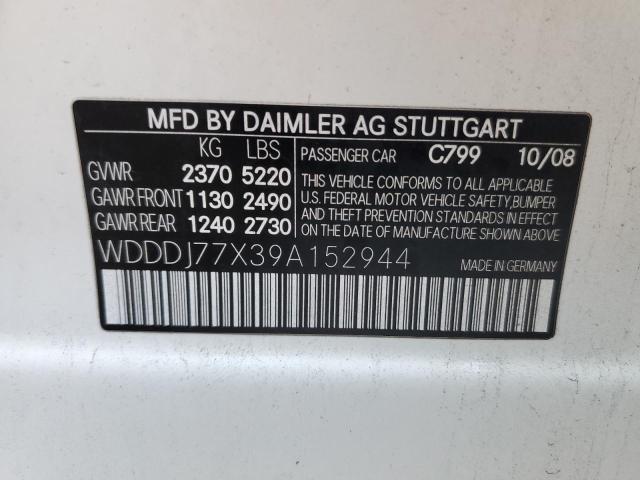 MFD BY DAIMLER AG STUTTGART
KG LBS
GVWR 2370 5220
GAWR FRONT 1130 2490
GAWR REAR 1240 2730
PASSENGER CAR C799 10/08
THIS VEHICLE CONFORMS TO ALL APPLICABLE
U.S. FEDERAL MOTOR VEHICLE SAFETY, BUMPER
AND THEFT PREVENTION STANDARDS IN EFFECT
ON THE DATE OF MANUFACTURE SHOWN ABOVE.
WDDDJ77X39A152944
MADE IN GERMANY